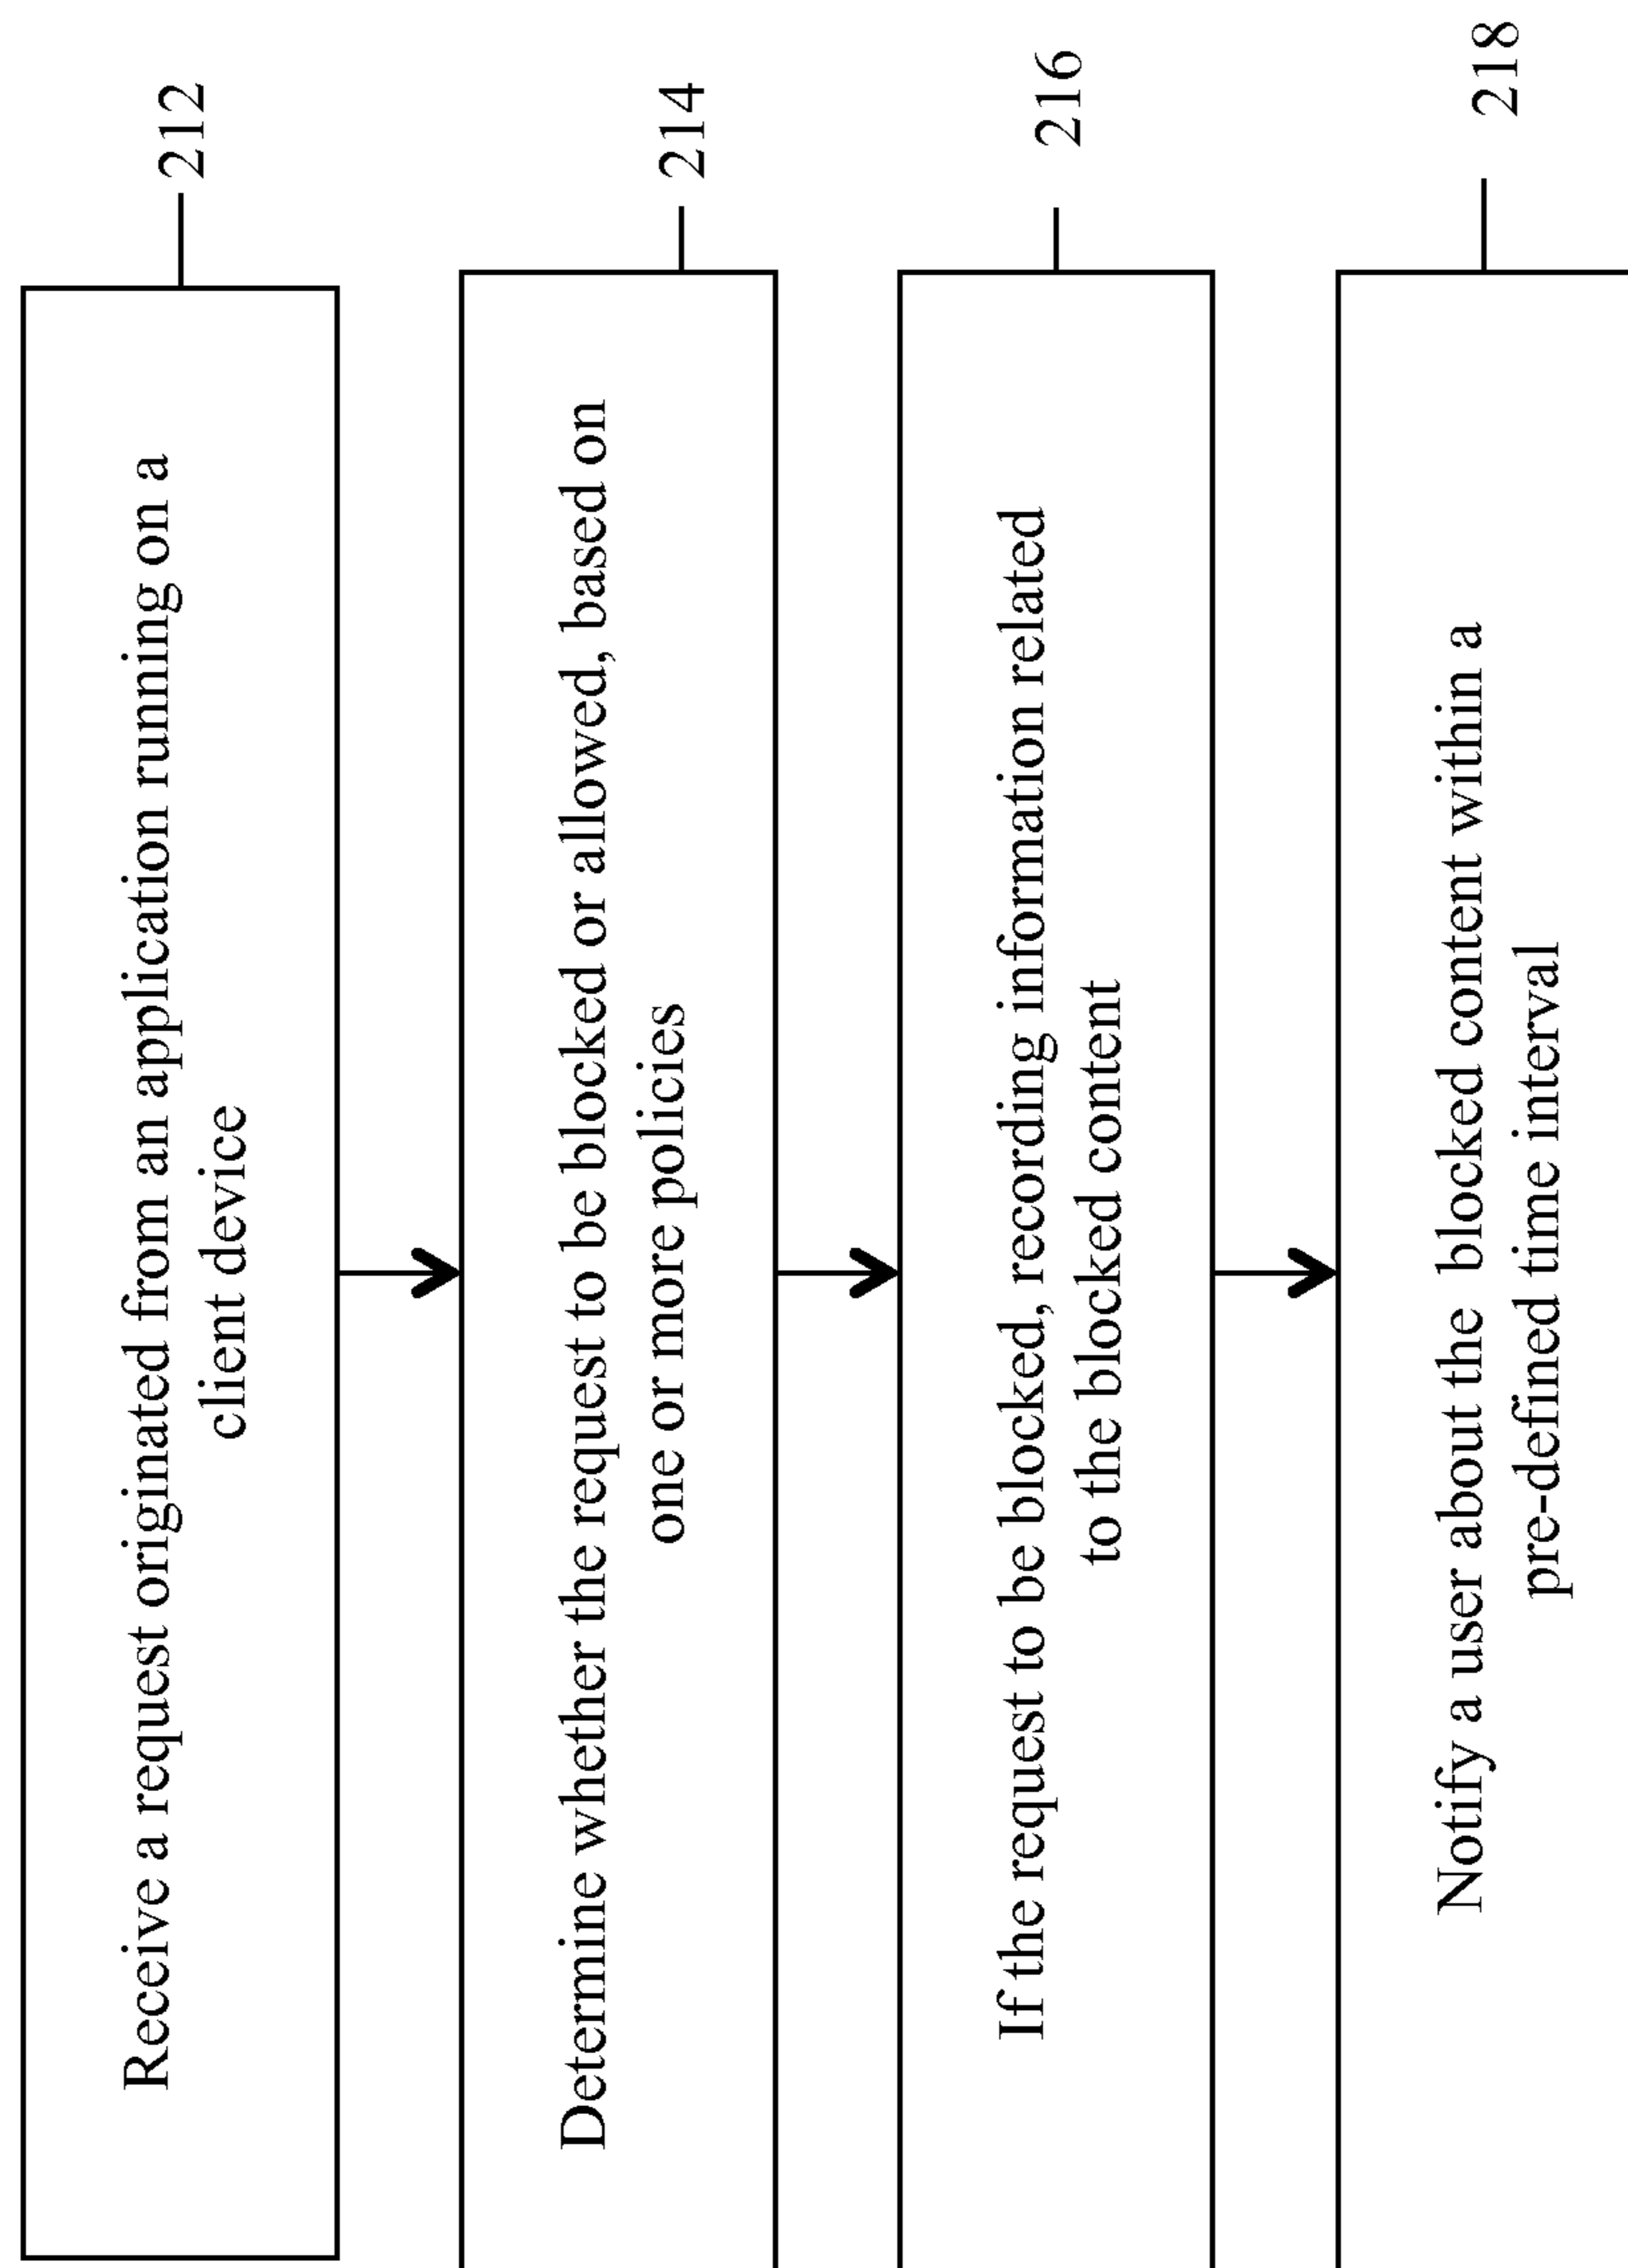 Receive a request originated from an application running on a
client device
212
Determine whether the request to be blocked or allowed, based on
one or more policies
214
If the request to be blocked, recording information related
to the blocked content
216
Notify a user about the blocked content within a
pre-defined time interval
218